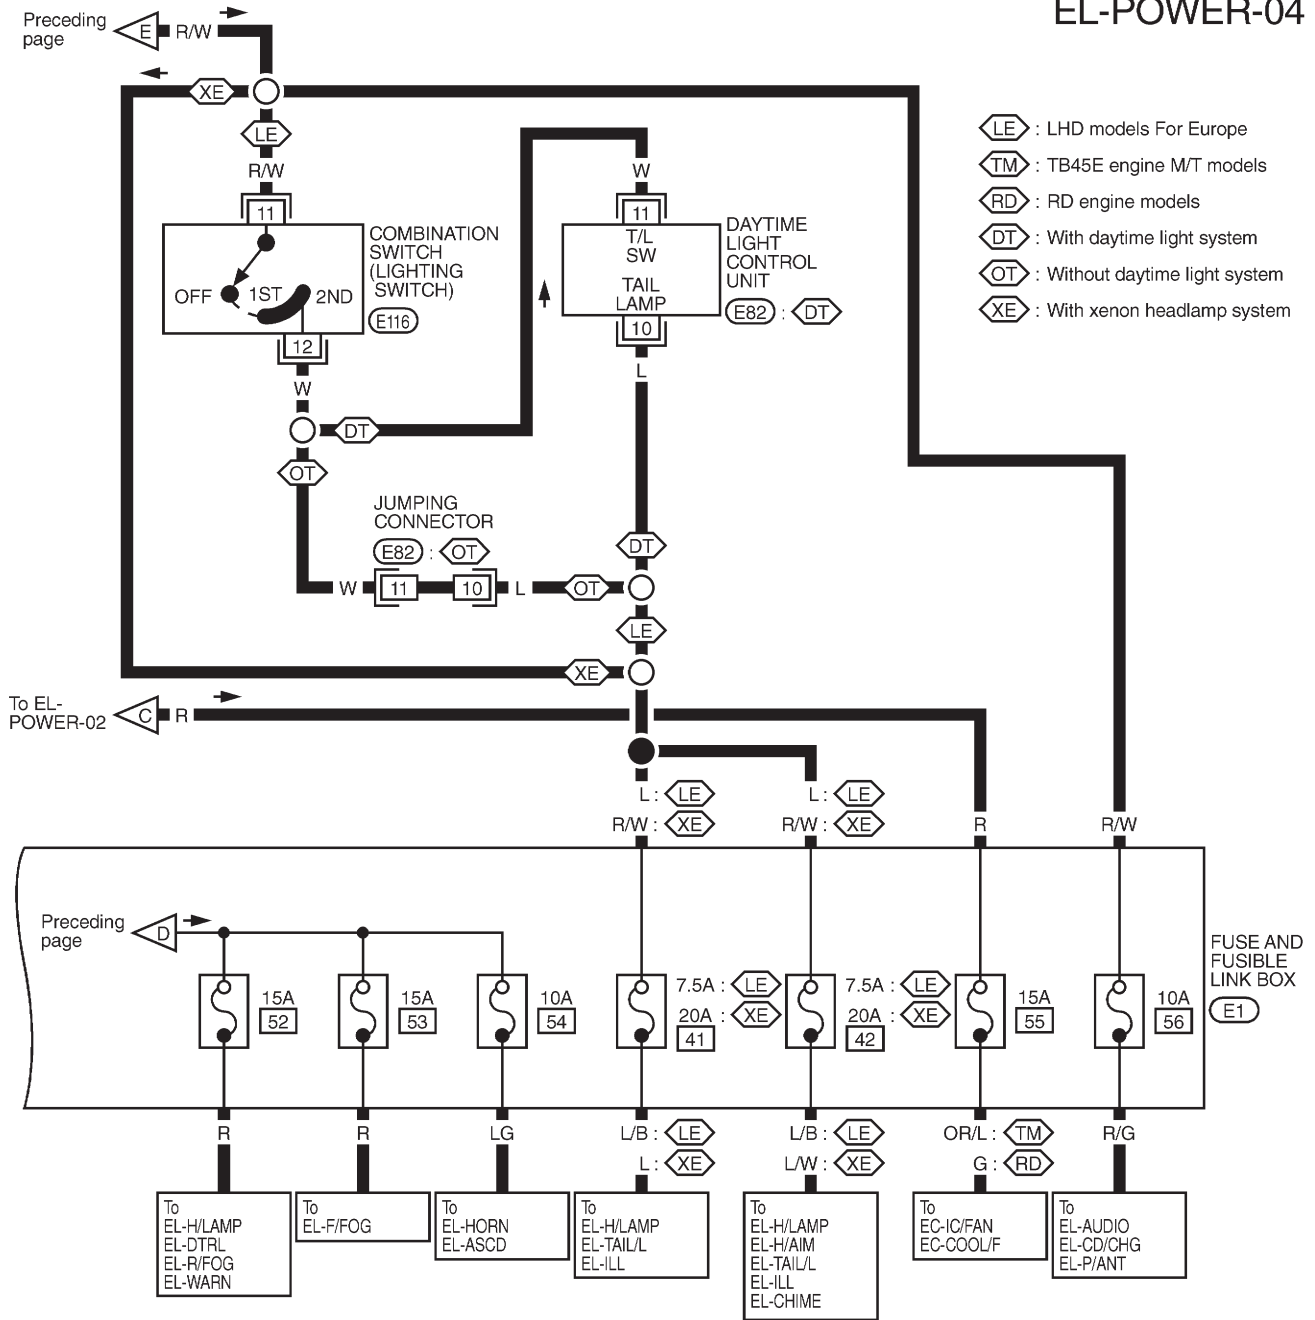 EL-POWER-04
Preceding
page
E
R/W
XE
LE
R/W
11
COMBINATION
SWITCH
(LIGHTING
SWITCH)
E116
OFF
1ST
2ND
12
W
DT
OT
W
11
T/L
SW
TAIL
LAMP
10
DAYTIME
LIGHT
CONTROL
UNIT
E82 : DT
L
LE : LHD models For Europe
TM : TB45E engine M/T models
RD : RD engine models
DT : With daytime light system
OT : Without daytime light system
XE : With xenon headlamp system
JUMPING
CONNECTOR
E82 : OT
DT
W 11 10 L OT
LE
XE
To EL-
POWER-02
C
R
L : LE
R/W : XE
L : LE
R/W : XE
R
R/W
Preceding
page
D
15A
52
15A
53
10A
54
7.5A : LE
20A : XE
41
7.5A : LE
20A : XE
42
15A
55
10A
56
FUSE AND
FUSIBLE
LINK BOX
E1
R
R
LG
L/B : LE
L : XE
L/B : LE
L/W : XE
OR/L : TM
G : RD
R/G
To
EL-H/LAMP
EL-DTRL
EL-R/FOG
EL-WARN
To
EL-F/FOG
To
EL-HORN
EL-ASCD
To
EL-H/LAMP
EL-TAIL/L
EL-ILL
To
EL-H/LAMP
EL-H/AIM
EL-TAIL/L
EL-ILL
EL-CHIME
To
EC-IC/FAN
EC-COOL/F
To
EL-AUDIO
EL-CD/CHG
EL-P/ANT